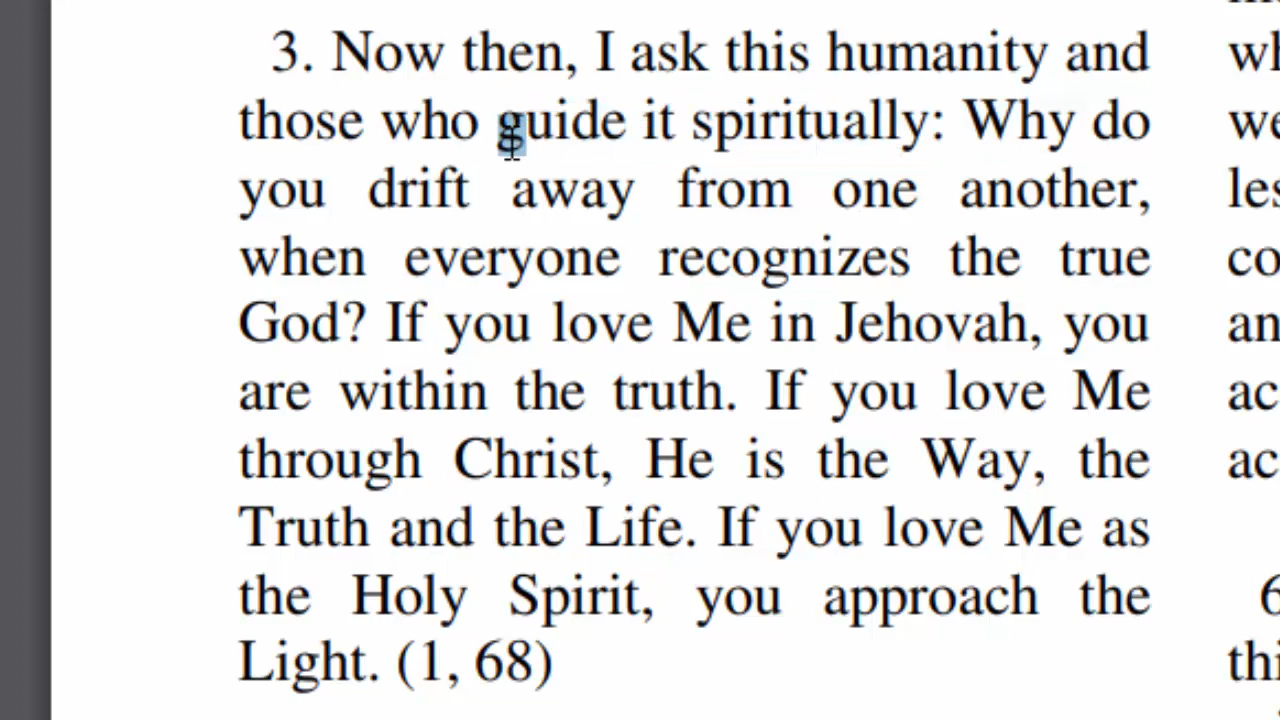 3. Now then, I ask this humanity and
those who guide it spiritually: Why do
you drift away from one another,
when everyone recognizes the true
God? If you love Me in Jehovah, you
are within the truth. If you love Me
through Christ, He is the Way, the
Truth and the Life. If you love Me as
the Holy Spirit, you approach the
Light. (1, 68)